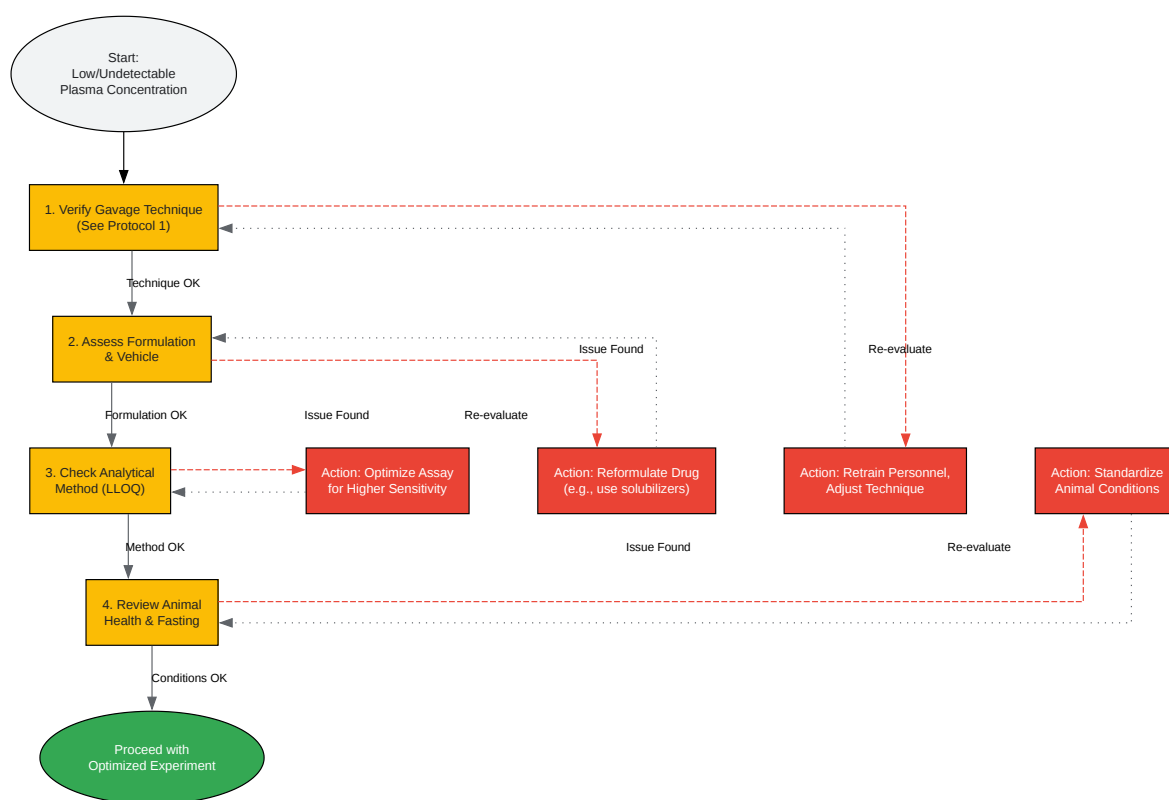 Start:
Low/Undetectable
Plasma Concentration
1. Verify Gavage Technique
(See Protocol 1)
Technique OK
2. Assess Formulation
& Vehicle
Issue Found
Re-evaluate
Formulation OK
Issue Found
Re-evaluate
3. Check Analytical
Method (LLOQ)
Action: Optimize Assay
for Higher Sensitivity
Action: Reformulate Drug
(e.g., use solubilizers)
Action: Retrain Personnel,
Adjust Technique
Action: Standardize
Animal Conditions
Method OK
Issue Found
Re-evaluate
4. Review Animal
Health & Fasting
Conditions OK
Proceed with
Optimized Experiment